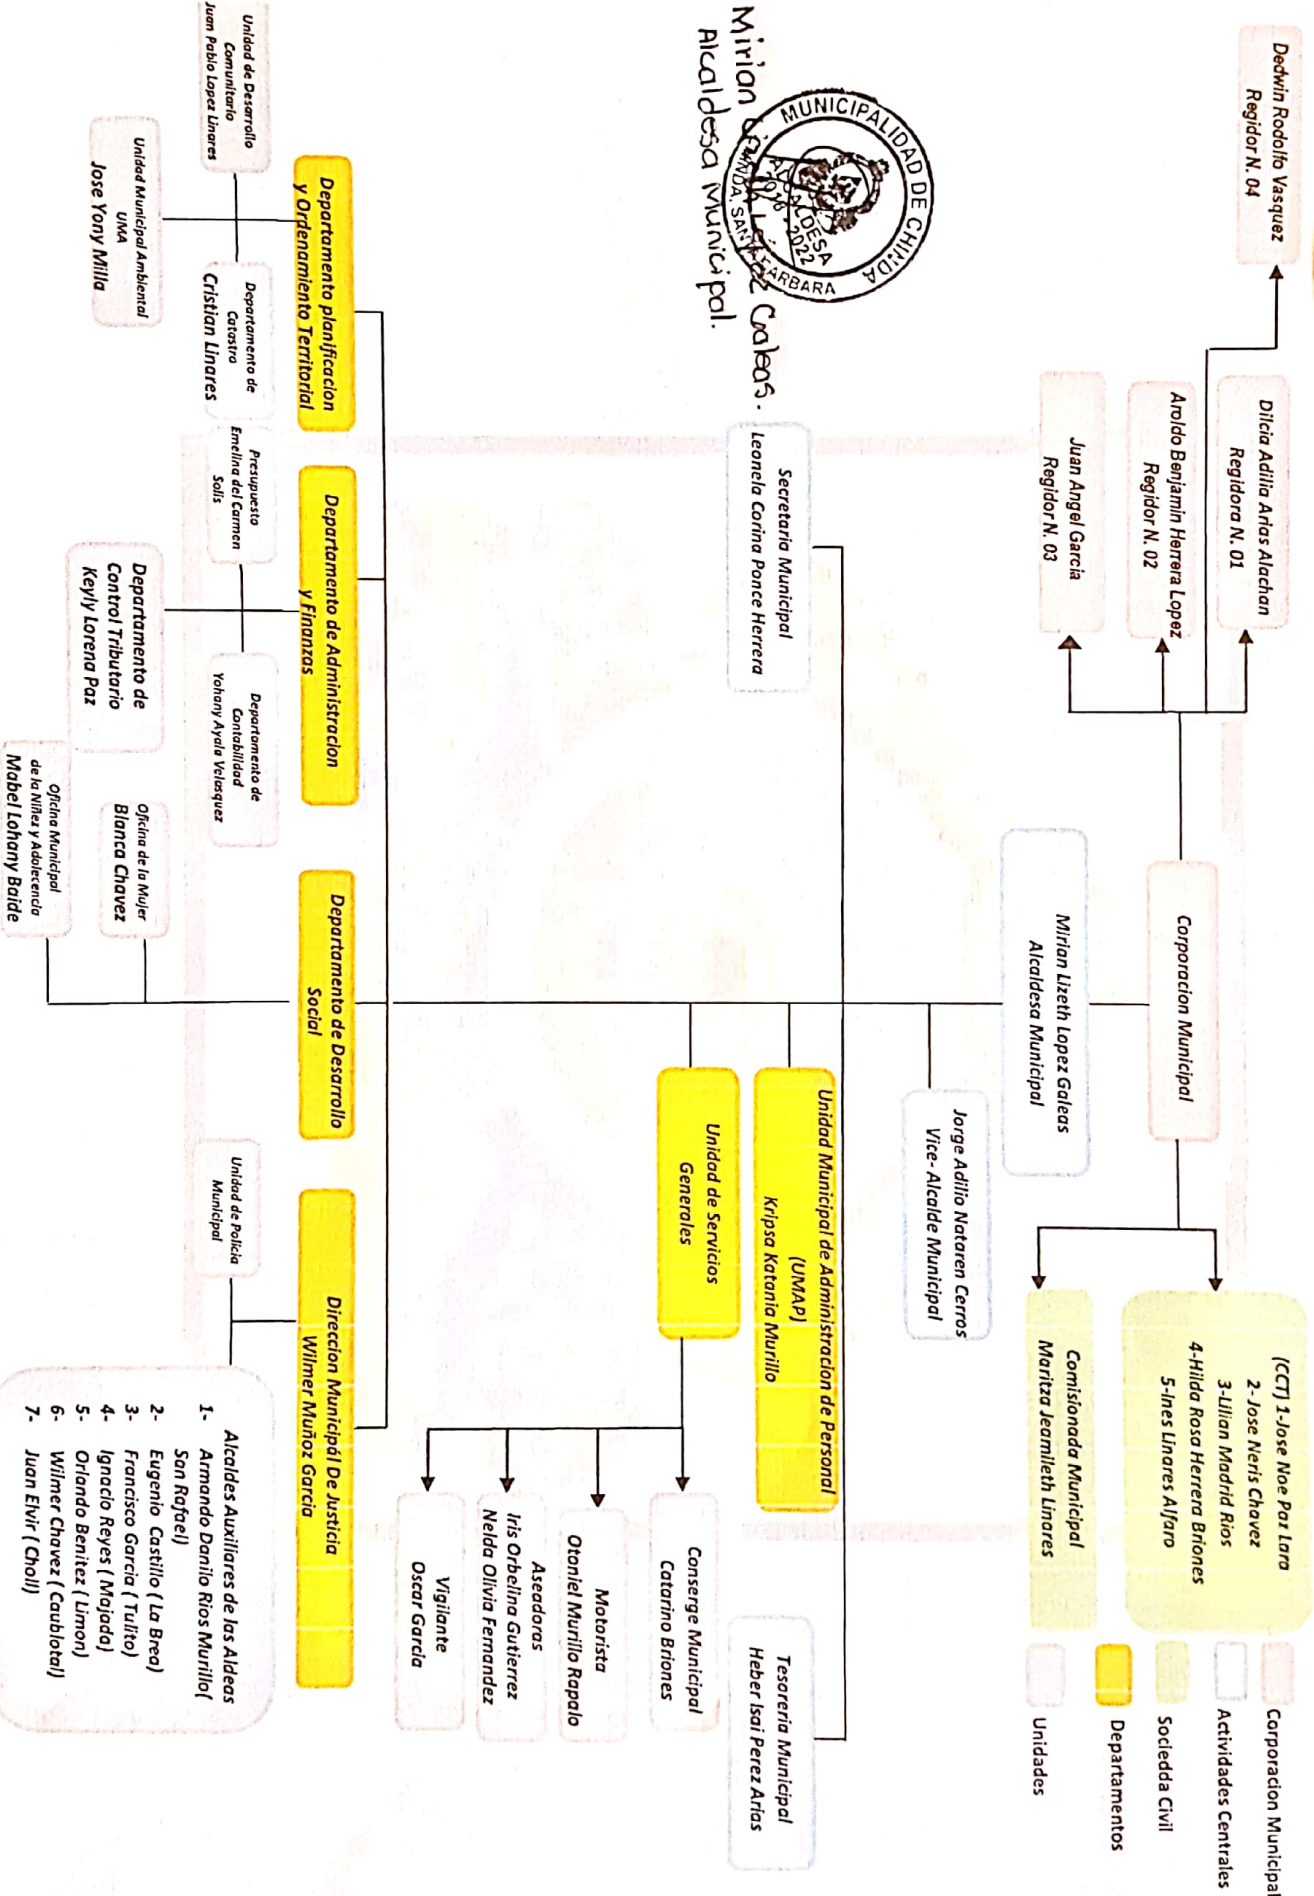 Dedwin Rodolfo Vasquez
Regidor N. 04
Dilcia Adilia Arias Alachan
Regidora N. 01
Aroldo Benjamin Herrera Lopez
Regidor N. 02
Juan Angel Garcia
Regidor N. 03
Corporacion Municipal
(CCT) 1-Jose Noe Paz Lara
2- Jose Neris Chavez
3-Lilian Madrid Rios
4-Hilda Rosa Herrera Briones
5-Ines Linares Alfaro
Comisionada Municipal
Maritza Jeamileth Linares
Corporacion Municipal
Actividades Centrales
Sociedda Civil
Departamentos
Unidades
Mirian Lizeth Lopez Galeas
Alcaldesa Municipal
Jorge Adilio Nataren Cerros
Vice- Alcalde Municipal
MUNICIPALIDAD DE CHINDA
ALCALDESA
2018 - 2022
CHINDA, SANTA BARBARA
Mirian Lizeth López Galeas.
Alcaldesa Municipal.
Secretaria Municipal
Leonela Corina Ponce Herrera
Unidad Municipal de Administracion de Personal
(UMAP)
Kripsa Katania Murillo
Tesoreria Municipal
Heber Isai Perez Arias
Unidad de Servicios
Generales
Conserge Municipal
Catarino Briones
Motorista
Otoniel Murillo Rapalo
Aseadoras
Iris Orbelina Gutierrez
Nelda Olivia Fernandez
Vigilante
Oscar Garcia
Departamento planificacion
y Ordenamiento Territorial
Departamento de Administracion
y Finanzas
Departamento de Desarrollo
Social
Direccion Municipál De Justicia
Wilmer Muñoz Garcia
Unidad de Desarrollo
Comunitario
Juan Pablo Lopez Linares
Departamento de
Catastro
Cristian Linares
Presupuesto
Emelina del Carmen
Solis
Departamento de
Contabilidad
Yohany Ayala Velasquez
Unidad de Policia
Municipal
Unidad Municipal Ambiental
UMA
Jose Yony Milla
Departamento de
Control Tributario
Keyly Lorena Paz
Oficina de la Mujer
Blanca Chavez
Oficina Municipal
de la Niñez y Adolecencia
Mabel Lohany Baide
Alcaldes Auxiliares de las Aldeas
1- Armando Danilo Rios Murillo(
San Rafael)
2- Eugenio Castillo ( La Brea)
3- Francisco Garcia ( Tulito)
4- Ignacio Reyes ( Majada)
5- Orlando Benitez ( Limon)
6- Wilmer Chavez ( Caublotal)
7- Juan Elvir ( Choll)